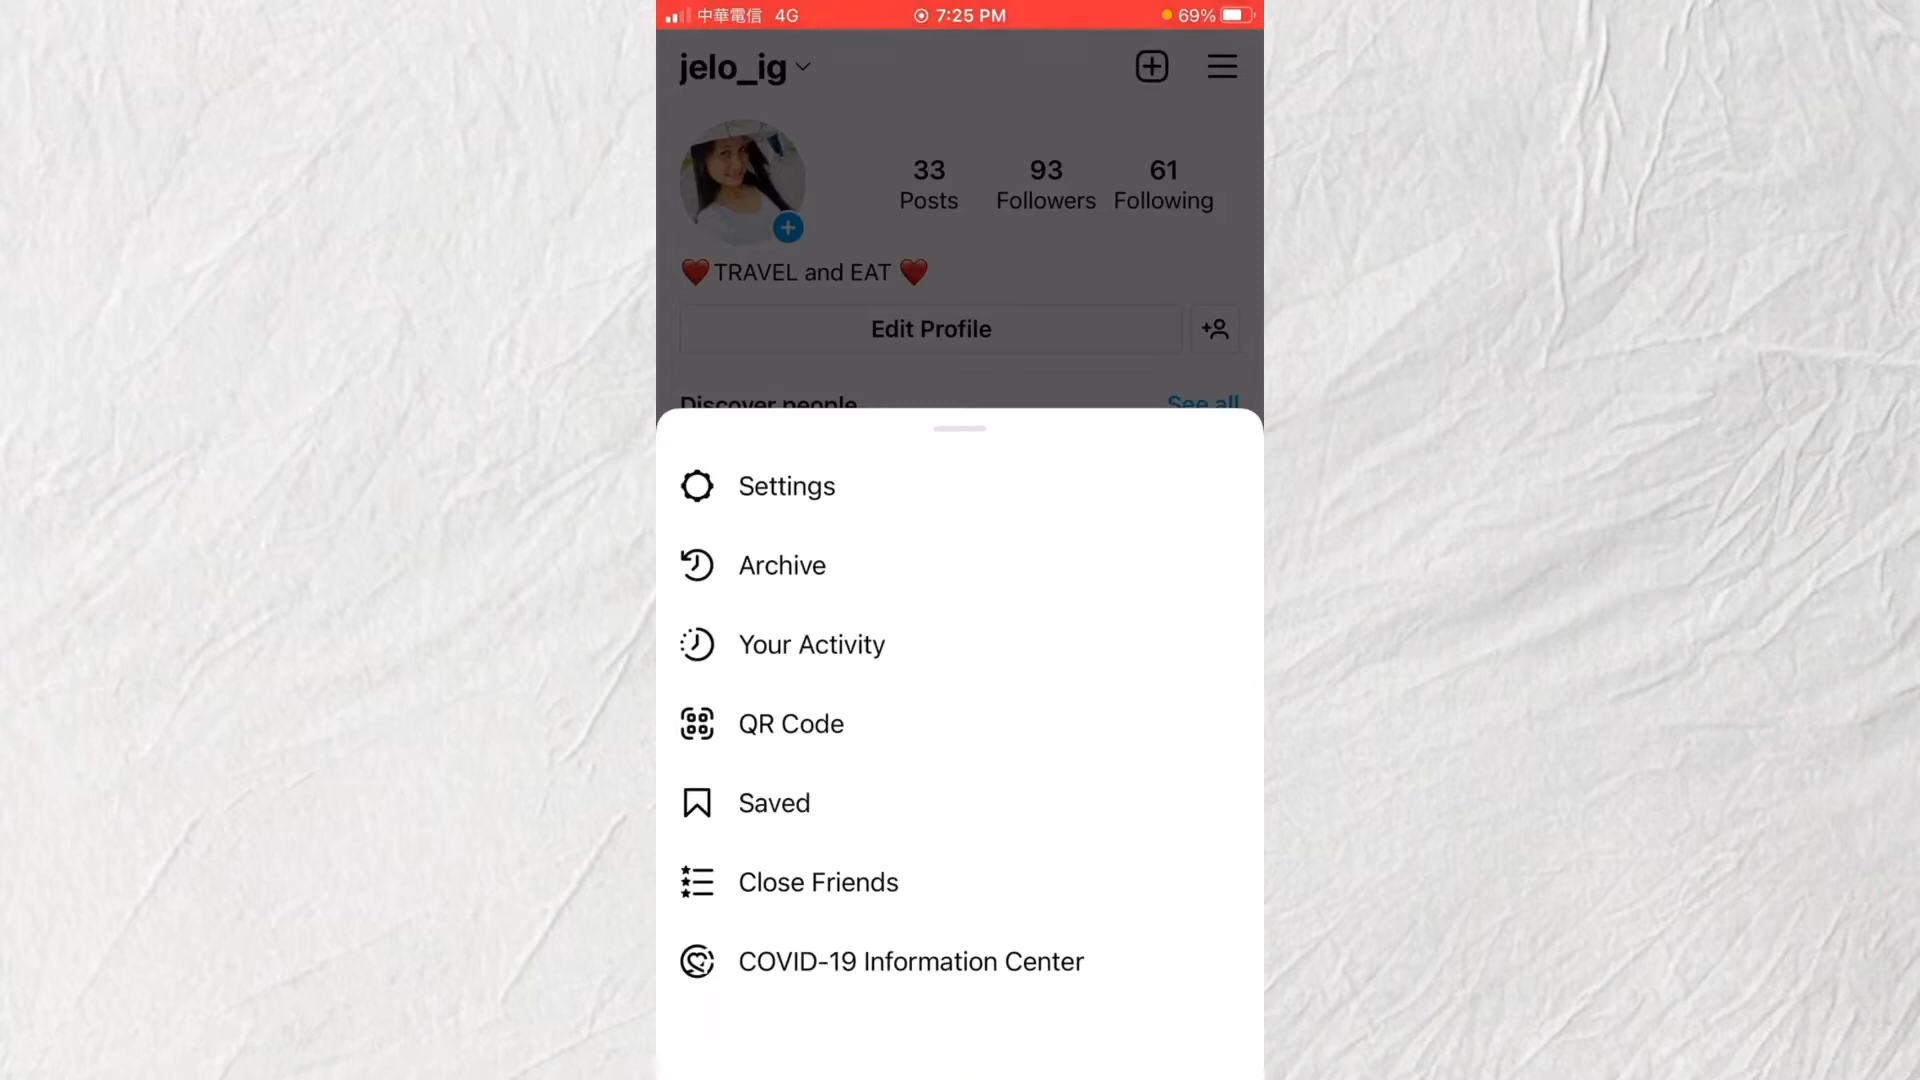 中華電信 4G 7:25 PM 69%
jelo_ig
33 93 61
Posts Followers Following
❤️TRAVEL and EAT ❤️
Edit Profile
Discover people See all
Settings
Archive
Your Activity
QR Code
Saved
Close Friends
COVID-19 Information Center